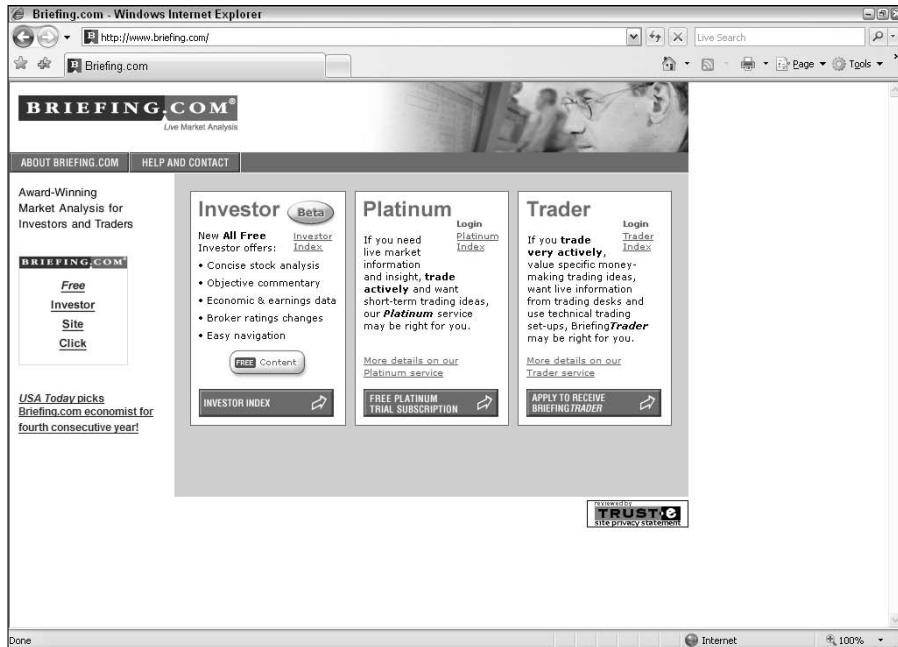 Briefing.com - Windows Internet Explorer
http://www.briefing.com/
Live Search
Briefing.com
Page
Tools
BRIEFING.COM®
Live Market Analysis
ABOUT BRIEFING.COM
HELP AND CONTACT
Award-Winning
Market Analysis for
Investors and Traders
BRIEFING.COM
Free
Investor
Site
Click
USA Today picks
Briefing.com economist for
fourth consecutive year!
Investor Beta
New All Free Investor
Investor offers: Index
• Concise stock analysis
• Objective commentary
• Economic & earnings data
• Broker ratings changes
• Easy navigation
FREE Content
INVESTOR INDEX
Platinum
Login
Platinum
Index
If you need
live market
information
and insight, trade
actively and want
short-term trading ideas,
our Platinum service
may be right for you.
More details on our
Platinum service
FREE PLATINUM
TRIAL SUBSCRIPTION
Trader
Login
Trader
Index
If you trade
very actively,
value specific money-
making trading ideas,
want live information
from trading desks and
use technical trading
set-ups, BriefingTrader
may be right for you.
More details on our
Trader service
APPLY TO RECEIVE
BRIEFINGTRADER
reviewed by
TRUST e
site privacy statement
Done
Internet
100%